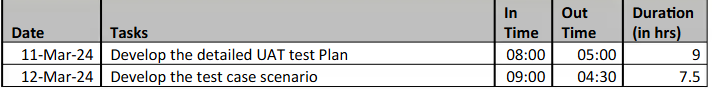 Date Tasks In Time Out Time Duration (in hrs)
11-Mar-24 Develop the detailed UAT test Plan 08:00 05:00 9
12-Mar-24 Develop the test case scenario 09:00 04:30 7.5